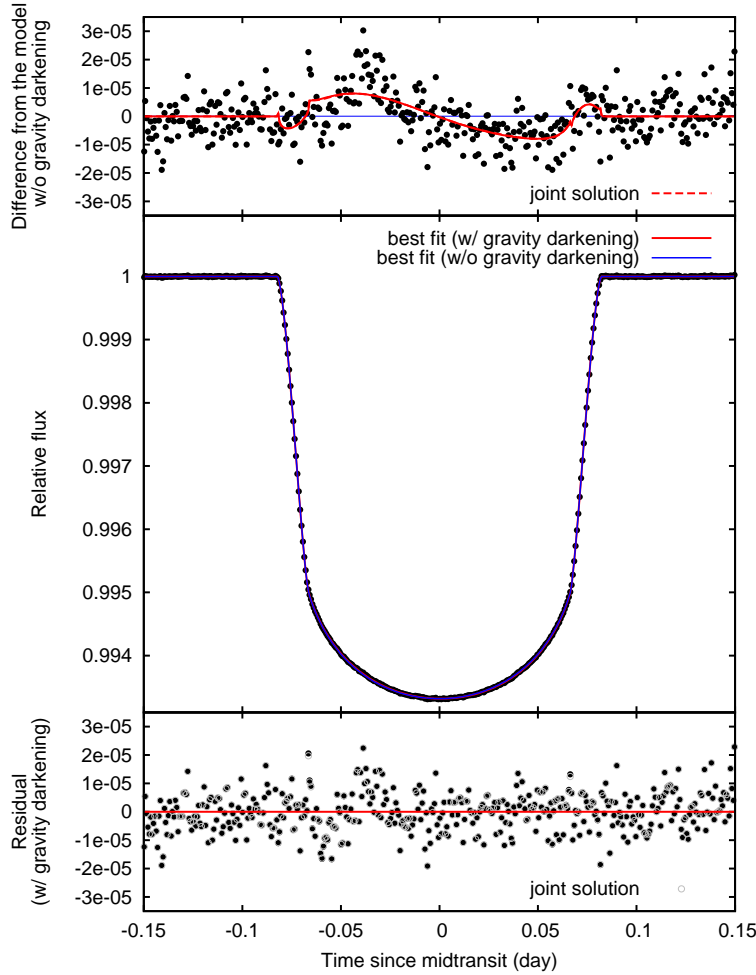 Difference from the model
w/o gravity darkening
3e-05
2e-05
1e-05
0
-1e-05
-2e-05
-3e-05
joint solution
Relative flux
best fit (w/ gravity darkening)
best fit (w/o gravity darkening)
1
0.999
0.998
0.997
0.996
0.995
0.994
Residual
(w/ gravity darkening)
3e-05
2e-05
1e-05
0
-1e-05
-2e-05
-3e-05
joint solution
-0.15 -0.1 -0.05 0 0.05 0.1 0.15
Time since midtransit (day)